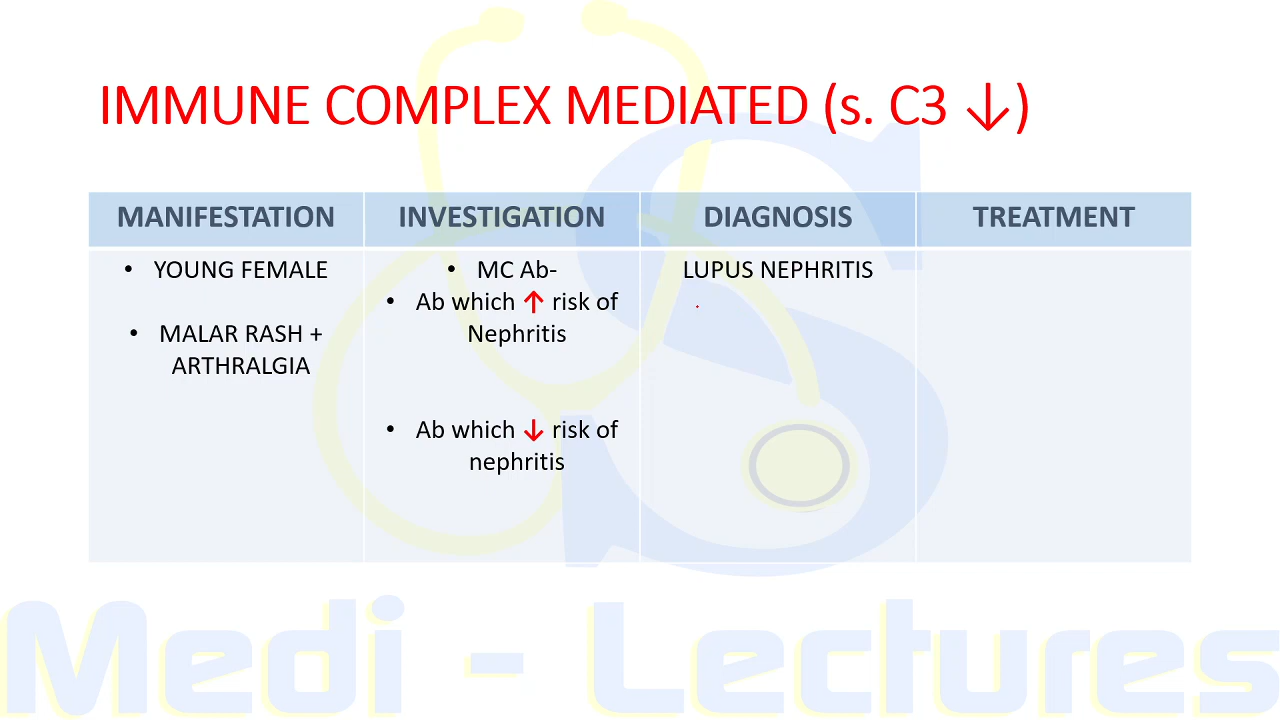 IMMUNE COMPLEX MEDIATED (s. C3 ↓)
MANIFESTATION INVESTIGATION DIAGNOSIS TREATMENT
• YOUNG FEMALE
• MALAR RASH +
ARTHRALGIA
• MC Ab-
• Ab which ↑ risk of
Nephritis
• Ab which ↓ risk of
nephritis
LUPUS NEPHRITIS
S
Medi - Lectures